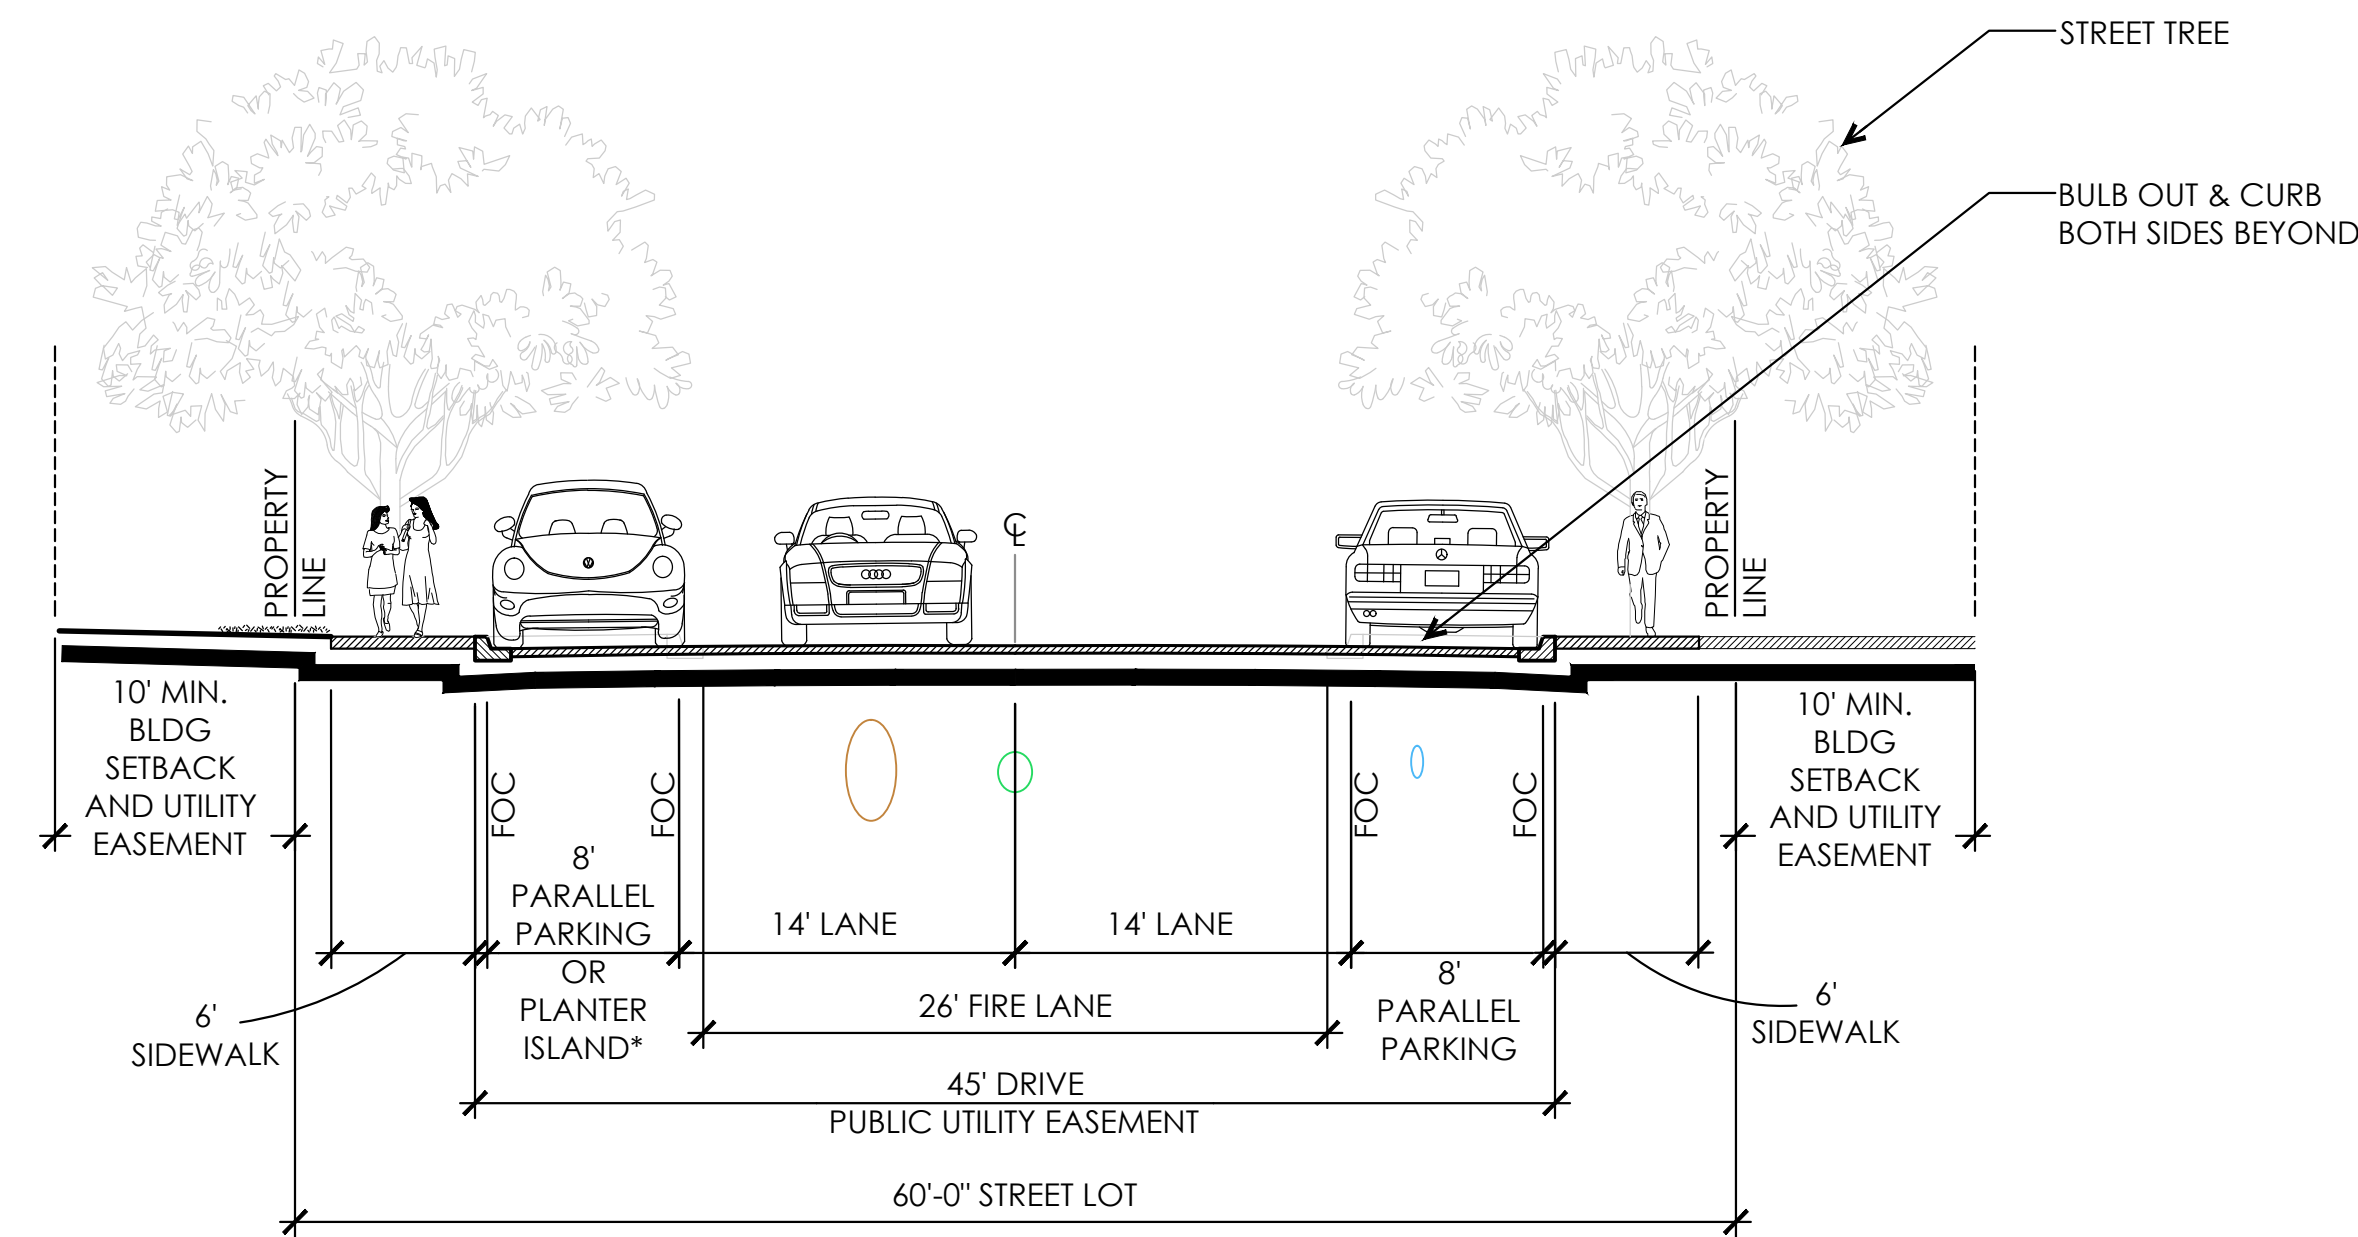 STREET TREE
BULB OUT & CURB
BOTH SIDES BEYOND
PROPERTY
LINE
℄
PROPERTY
LINE
10' MIN.
BLDG
SETBACK
AND UTILITY
EASEMENT
10' MIN.
BLDG
SETBACK
AND UTILITY
EASEMENT
FOC
FOC
FOC
FOC
8'
PARALLEL
PARKING
OR
PLANTER
ISLAND*
14' LANE
14' LANE
26' FIRE LANE
8'
PARALLEL
PARKING
6'
SIDEWALK
6'
SIDEWALK
45' DRIVE
PUBLIC UTILITY EASEMENT
60'-0" STREET LOT